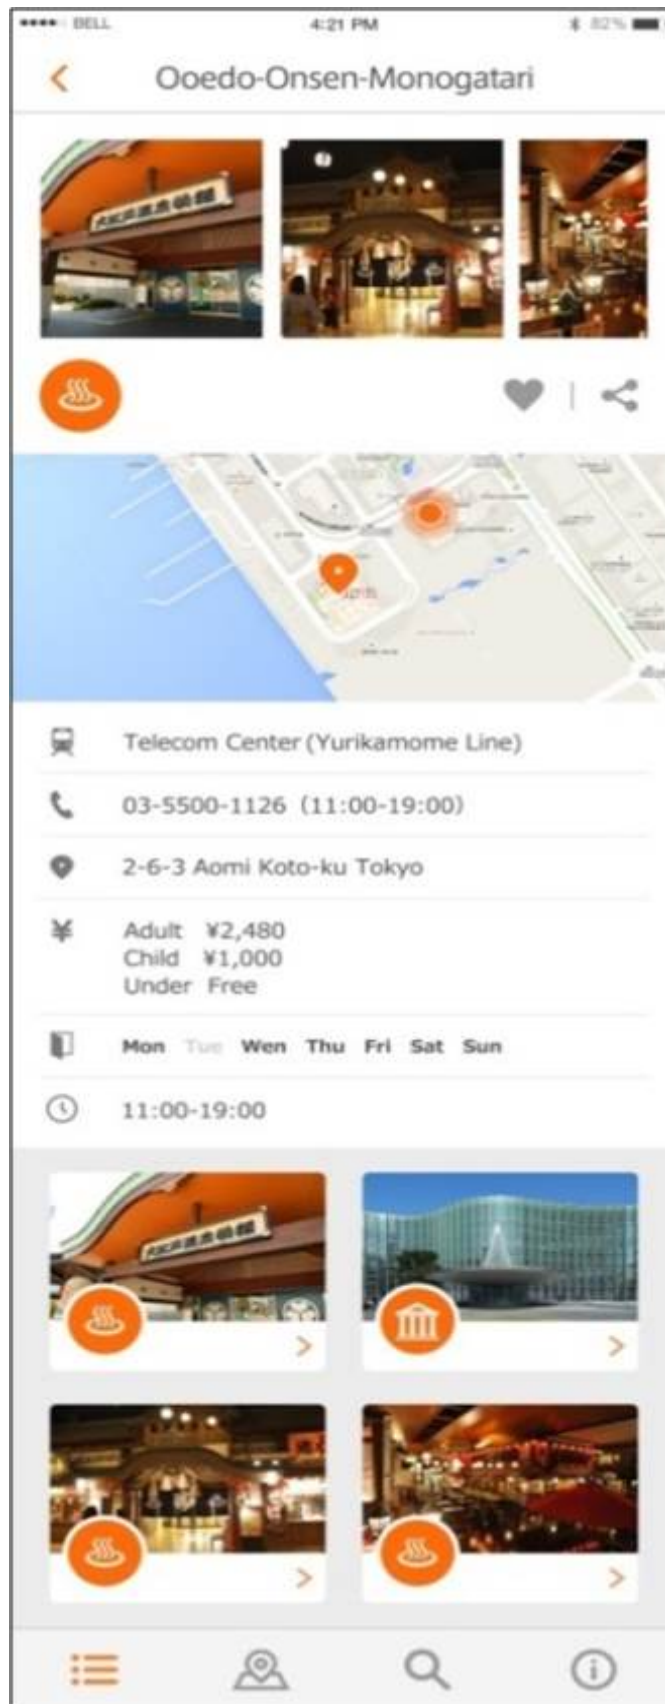 BELL 4:21 PM 82%
Ooedo-Onsen-Monogatari
Telecom Center (Yurikamome Line)
03-5500-1126 (11:00-19:00)
2-6-3 Aomi Koto-ku Tokyo
¥ Adult ¥2,480
Child ¥1,000
Under Free
Mon Tue Wen Thu Fri Sat Sun
11:00-19:00